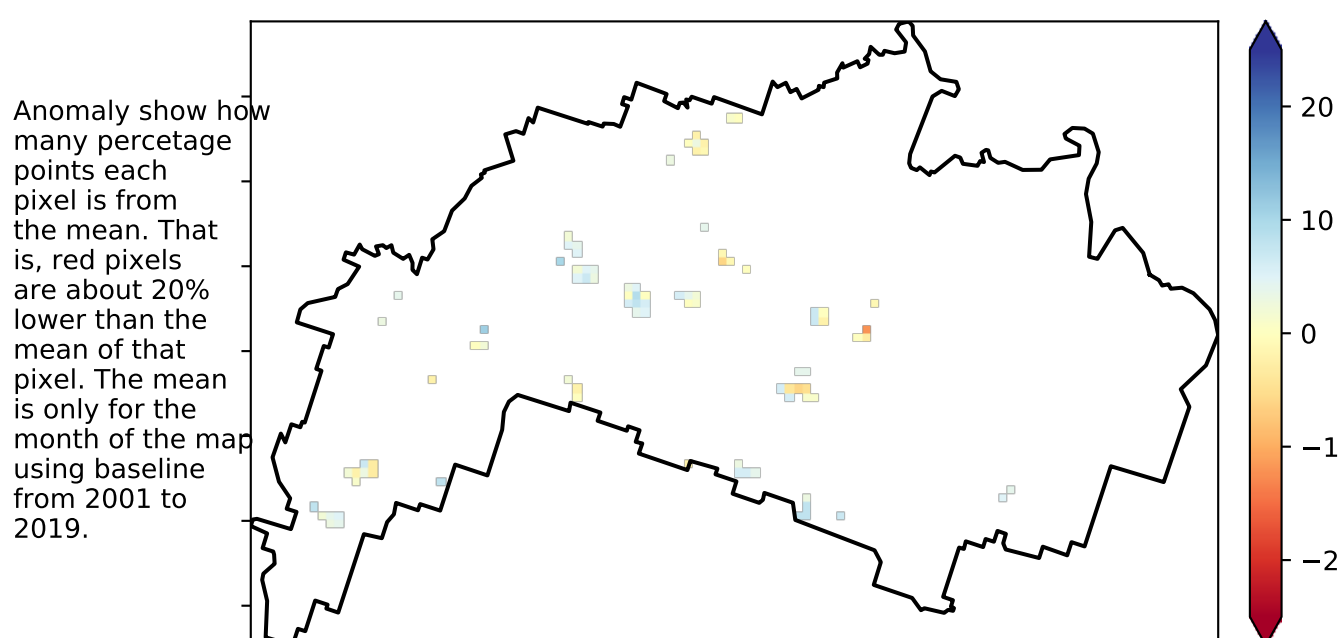 Anomaly show how
many percetage
points each
pixel is from
the mean. That
is, red pixels
are about 20%
lower than the
mean of that
pixel. The mean
is only for the
month of the map
using baseline
from 2001 to
2019.
20
10
0
−1
−2